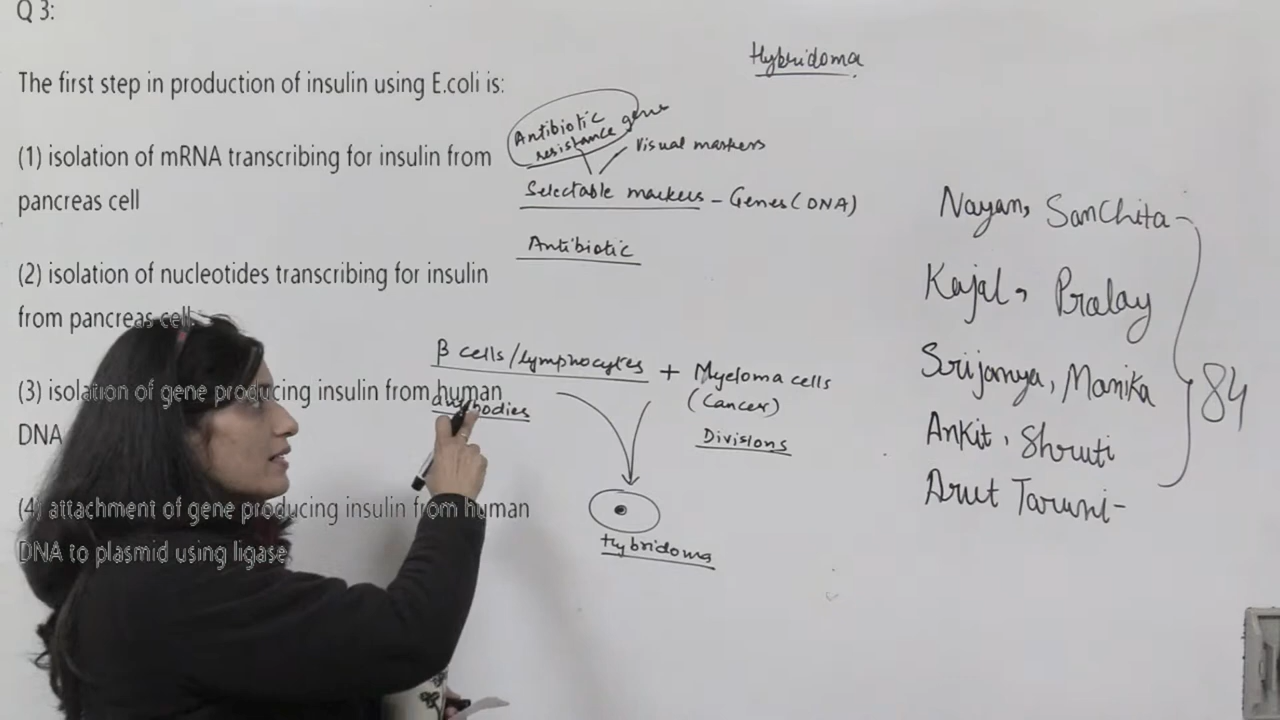 Q 3:
The first step in production of insulin using E.coli is:
(1) isolation of mRNA transcribing for insulin from
pancreas cell
(2) isolation of nucleotides transcribing for insulin
from pancreas cell.
(3) isolation of gene producing insulin from human
DNA
(4) attachment of gene producing insulin from human
DNA to plasmid using ligase.
Hybridoma
Antibiotic
resistance gene
Visual markers
Selectable markers - Genes (DNA)
Antibiotic
β cells/lymphocytes + Myeloma cells
(Cancer)
antibodies
Divisions
Hybridoma
Nayan, Sanchita
Kajal, Pralay
Srijanya, Manika
84
Ankit, Shruti
Taruni